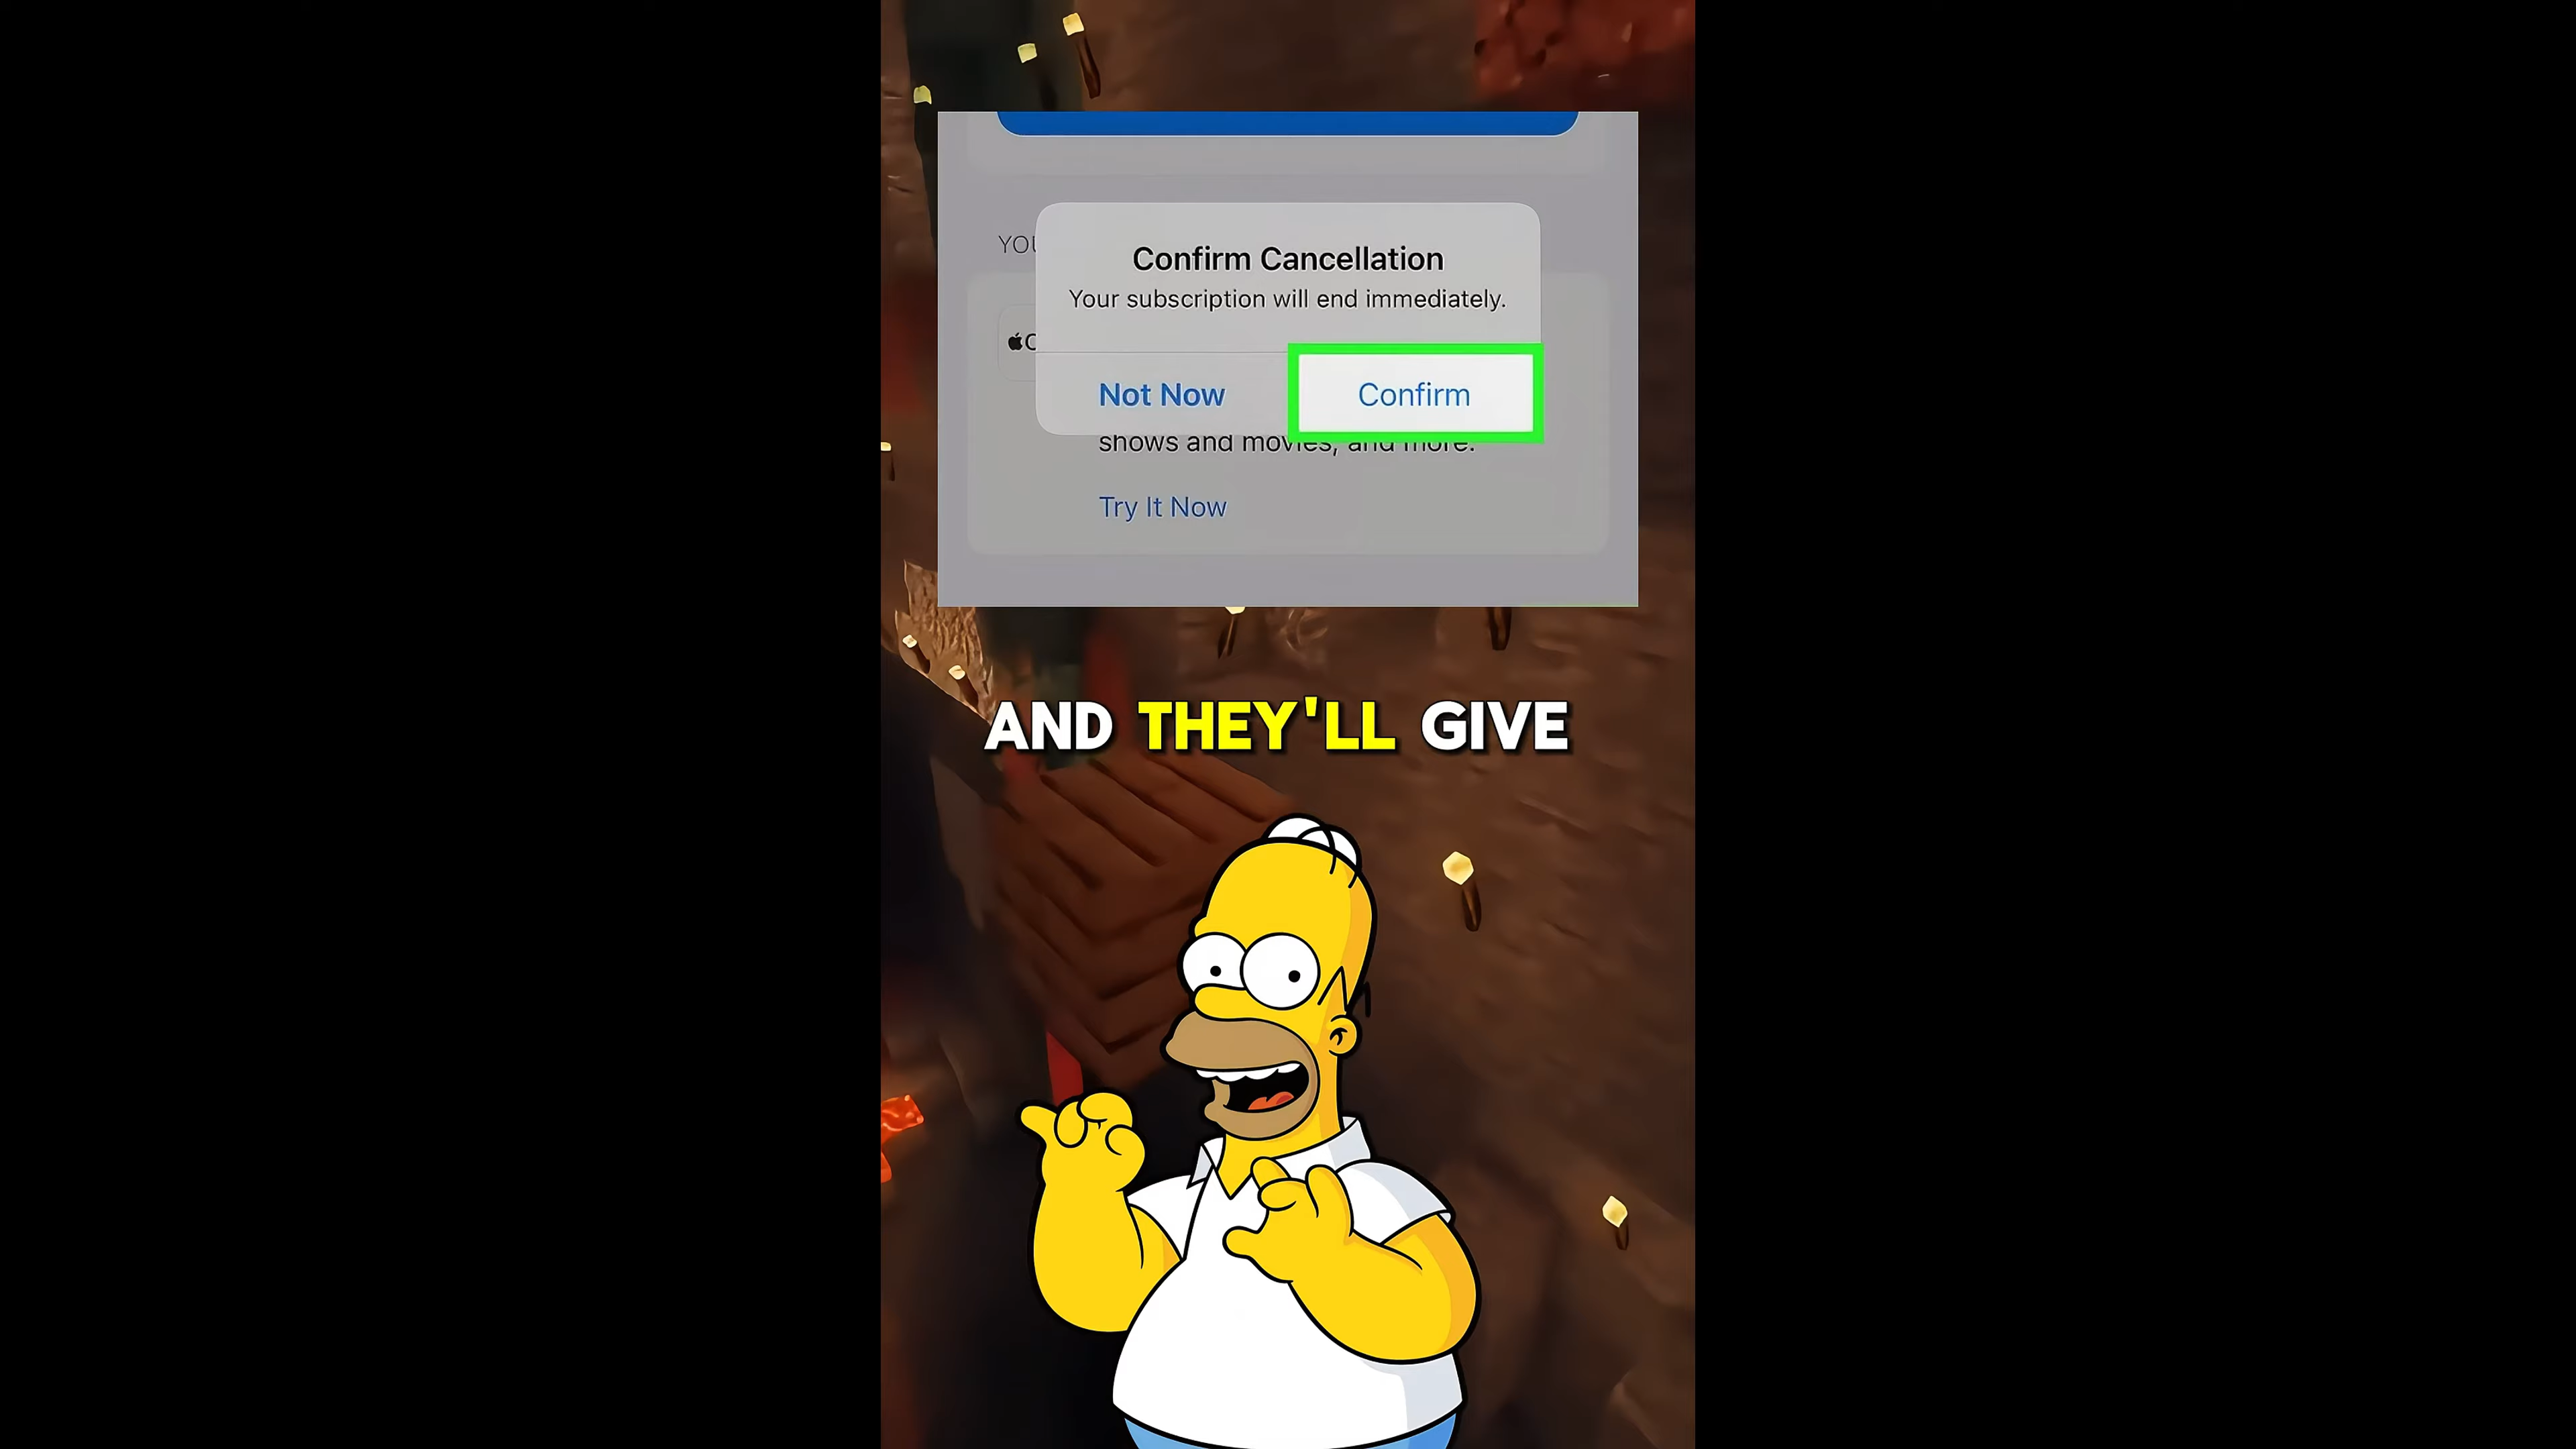 Confirm Cancellation
Your subscription will end immediately.
YOU
Not Now
Confirm
shows and movies, and more.
Try It Now
AND THEY'LL GIVE